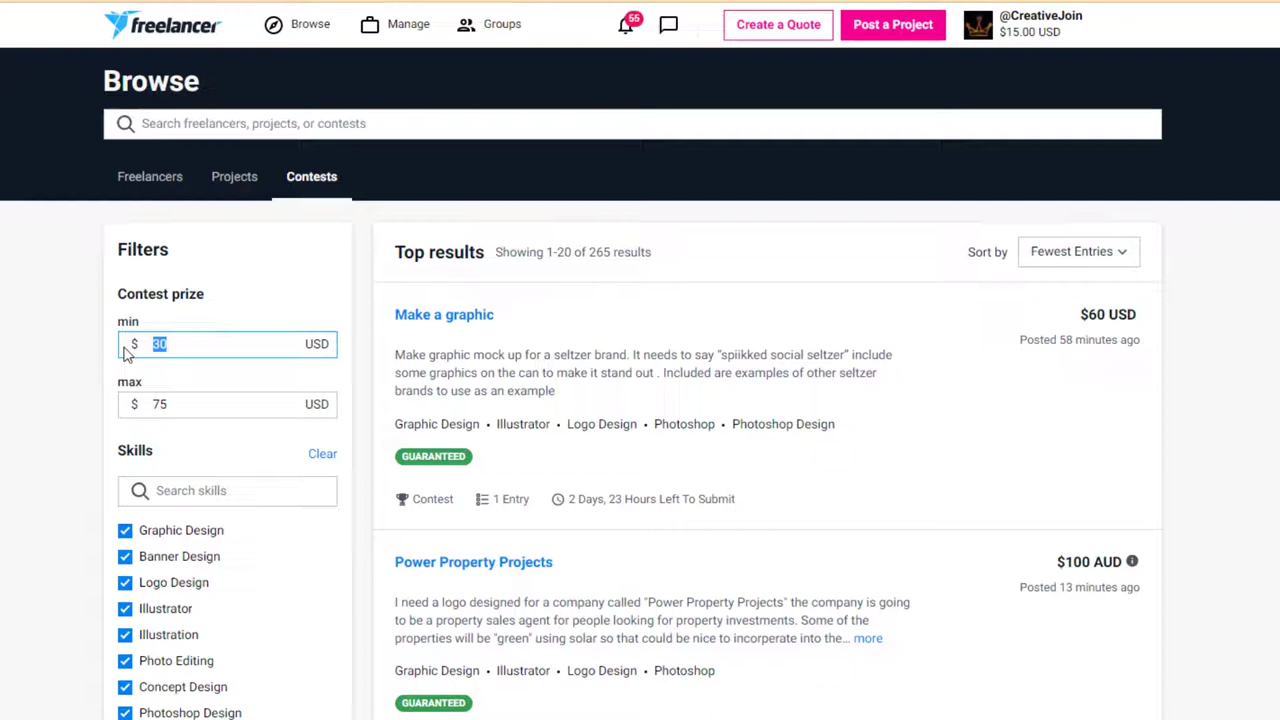 freelancer
Browse
Manage
Groups
55
Create a Quote
Post a Project
@CreativeJoin
$15.00 USD
Browse
Search freelancers, projects, or contests
Freelancers
Projects
Contests
Filters
Contest prize
min
$ 30 USD
max
$ 75 USD
Skills
Clear
Search skills
Graphic Design
Banner Design
Logo Design
Illustrator
Illustration
Photo Editing
Concept Design
Photoshop Design
Top results Showing 1-20 of 265 results
Sort by Fewest Entries
Make a graphic
$60 USD
Posted 58 minutes ago
Make graphic mock up for a seltzer brand. It needs to say “spiikked social seltzer” include
some graphics on the can to make it stand out . Included are examples of other seltzer
brands to use as an example
Graphic Design • Illustrator • Logo Design • Photoshop • Photoshop Design
GUARANTEED
Contest 1 Entry 2 Days, 23 Hours Left To Submit
Power Property Projects
$100 AUD
Posted 13 minutes ago
I need a logo designed for a company called "Power Property Projects" the company is going
to be a property sales agent for people looking for property investments. Some of the
properties will be "green" using solar so that could be nice to incorperate into the... more
Graphic Design • Illustrator • Logo Design • Photoshop
GUARANTEED